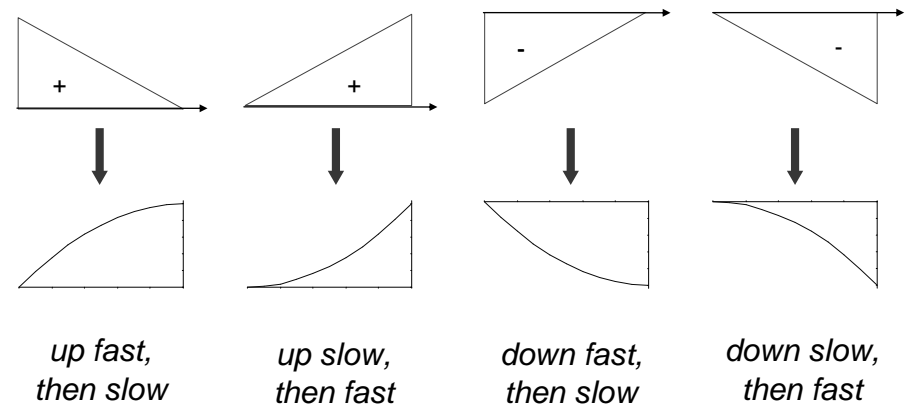 +
+
-
-
up fast,
then slow
up slow,
then fast
down fast,
then slow
down slow,
then fast